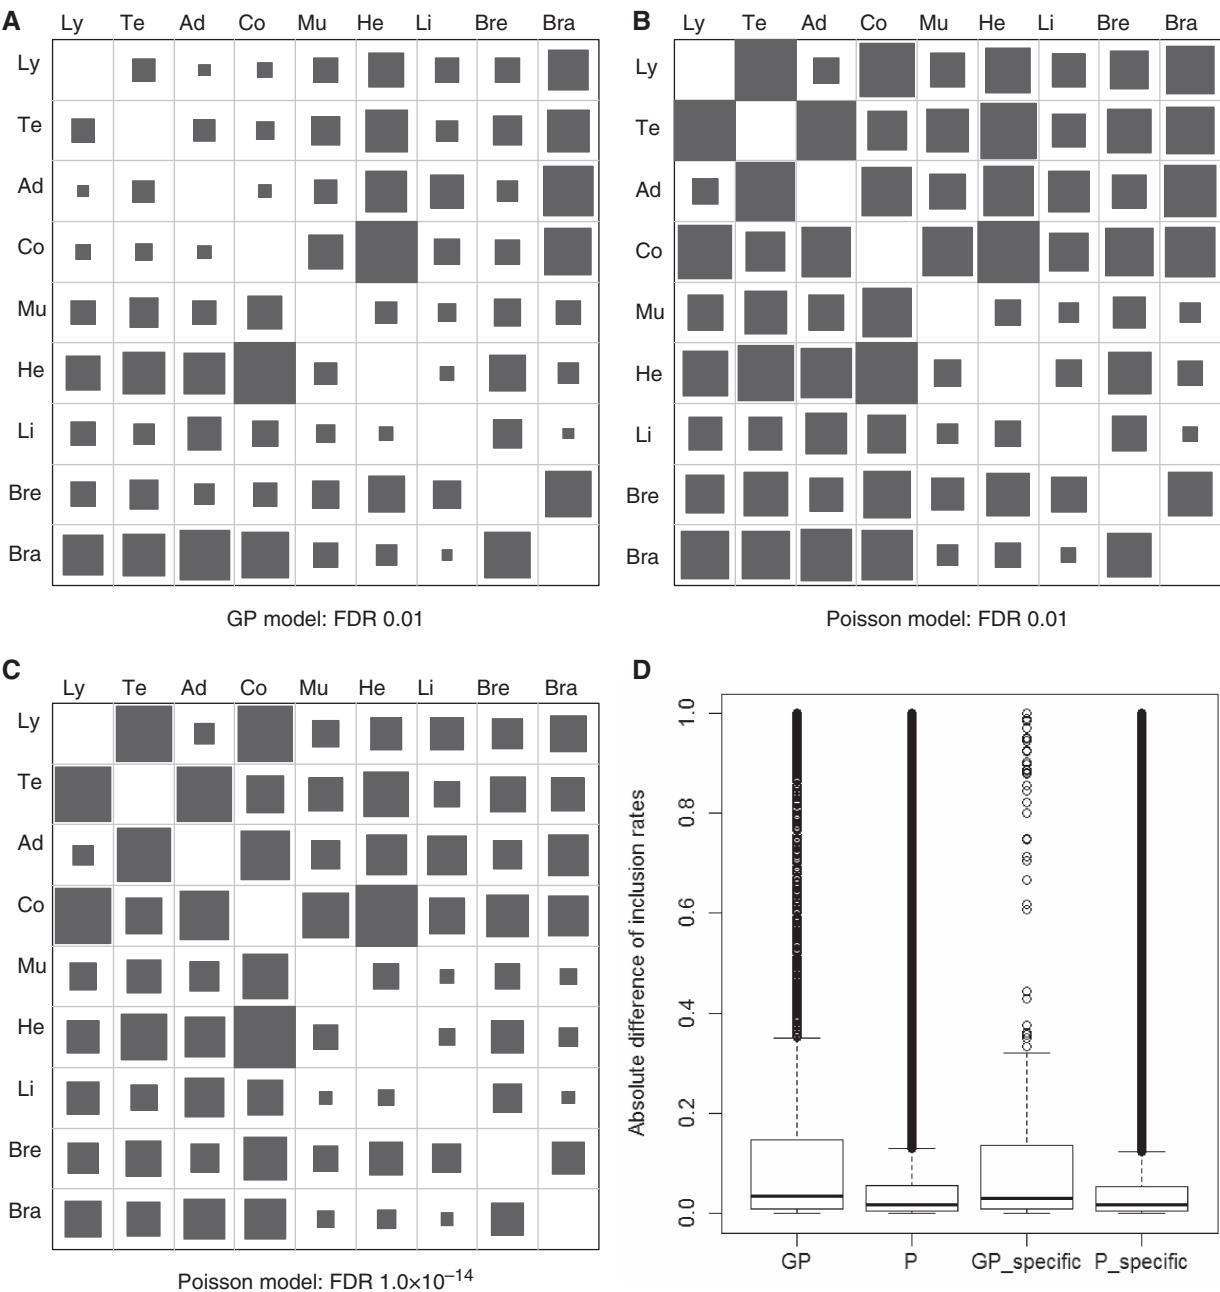 A
Ly Te Ad Co Mu He Li Bre Bra
Ly
Te
Ad
Co
Mu
He
Li
Bre
Bra
GP model: FDR 0.01
B
Ly Te Ad Co Mu He Li Bre Bra
Ly
Te
Ad
Co
Mu
He
Li
Bre
Bra
Poisson model: FDR 0.01
C
Ly Te Ad Co Mu He Li Bre Bra
Ly
Te
Ad
Co
Mu
He
Li
Bre
Bra
Poisson model: FDR 1.0×10⁻¹⁴
D
Absolute difference of inclusion rates
1.0
0.8
0.6
0.4
0.2
0.0
GP P GP_specific P_specific